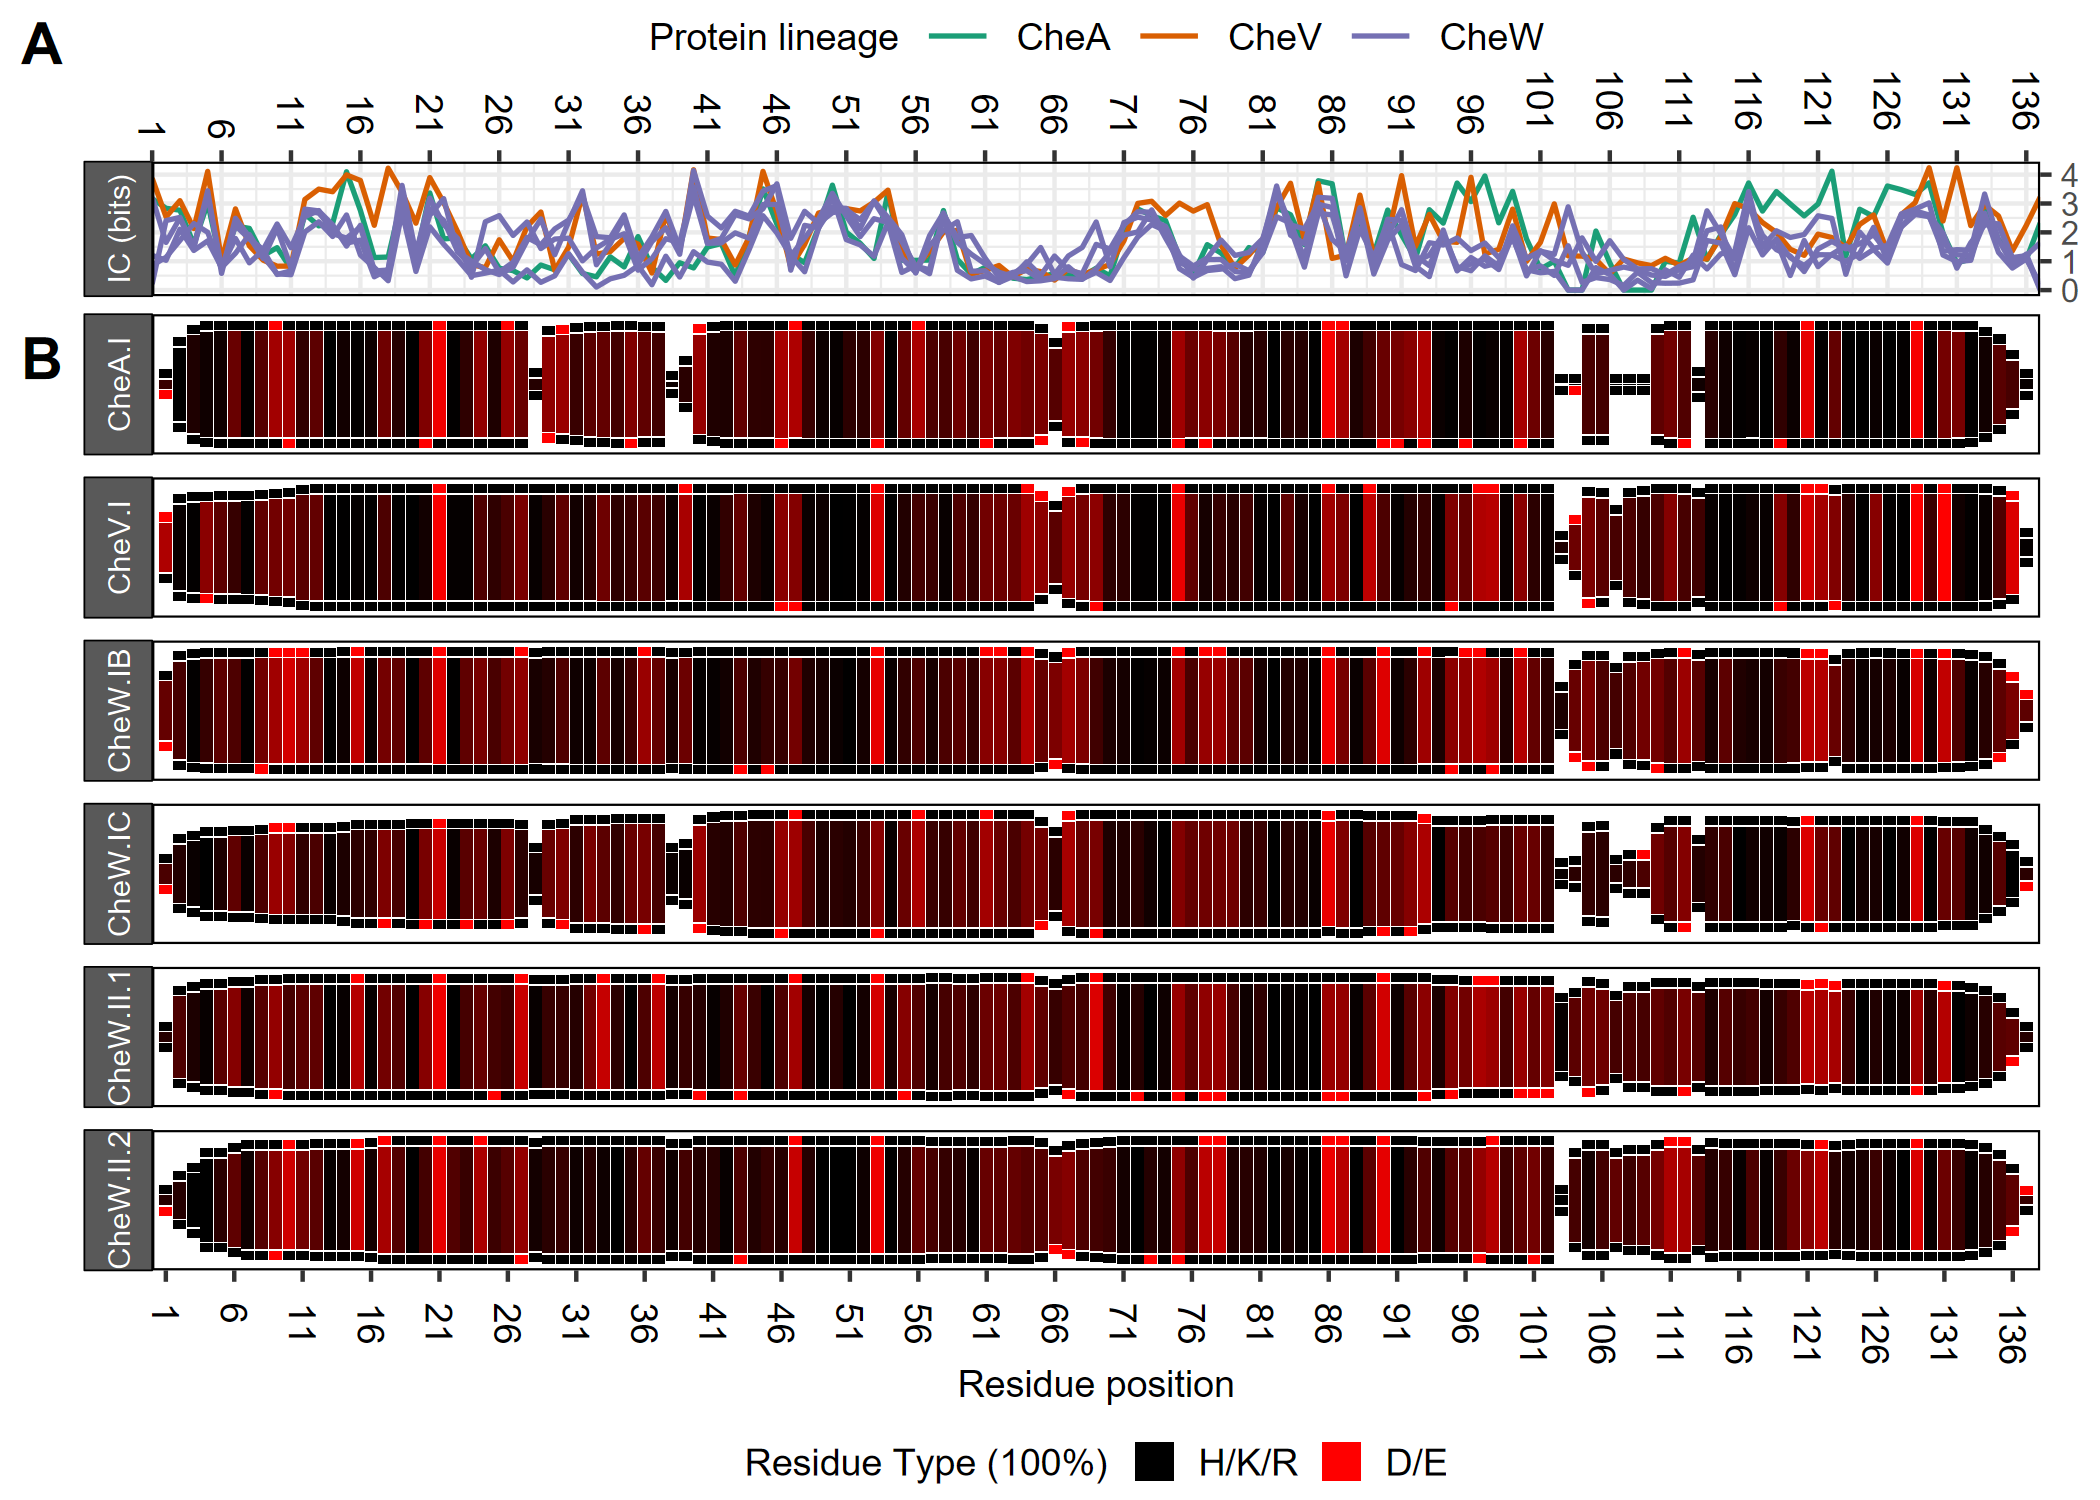 A
Protein lineage CheA CheV CheW
1 6 11 16 21 26 31 36 41 46 51 56 61 66 71 76 81 86 91 96 101 106 111 116 121 126 131 136
IC (bits)
4
3
2
1
0
B
CheA.I
CheV.I
CheW.IB
CheW.IC
CheW.II.1
CheW.II.2
1 6 11 16 21 26 31 36 41 46 51 56 61 66 71 76 81 86 91 96 101 106 111 116 121 126 131 136
Residue position
Residue Type (100%) H/K/R D/E